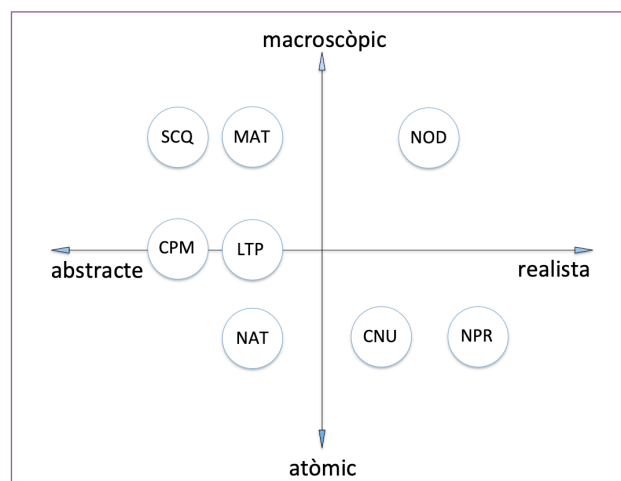 macroscòpic
SCQ MAT NOD
CPM LTP
abstracte realista
NAT CNU NPR
atòmic